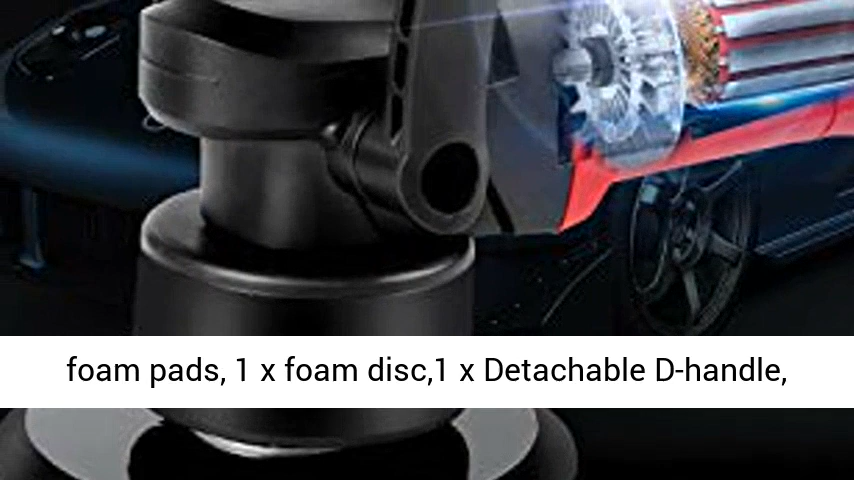 foam pads, 1 x foam disc,1 x Detachable D-handle,